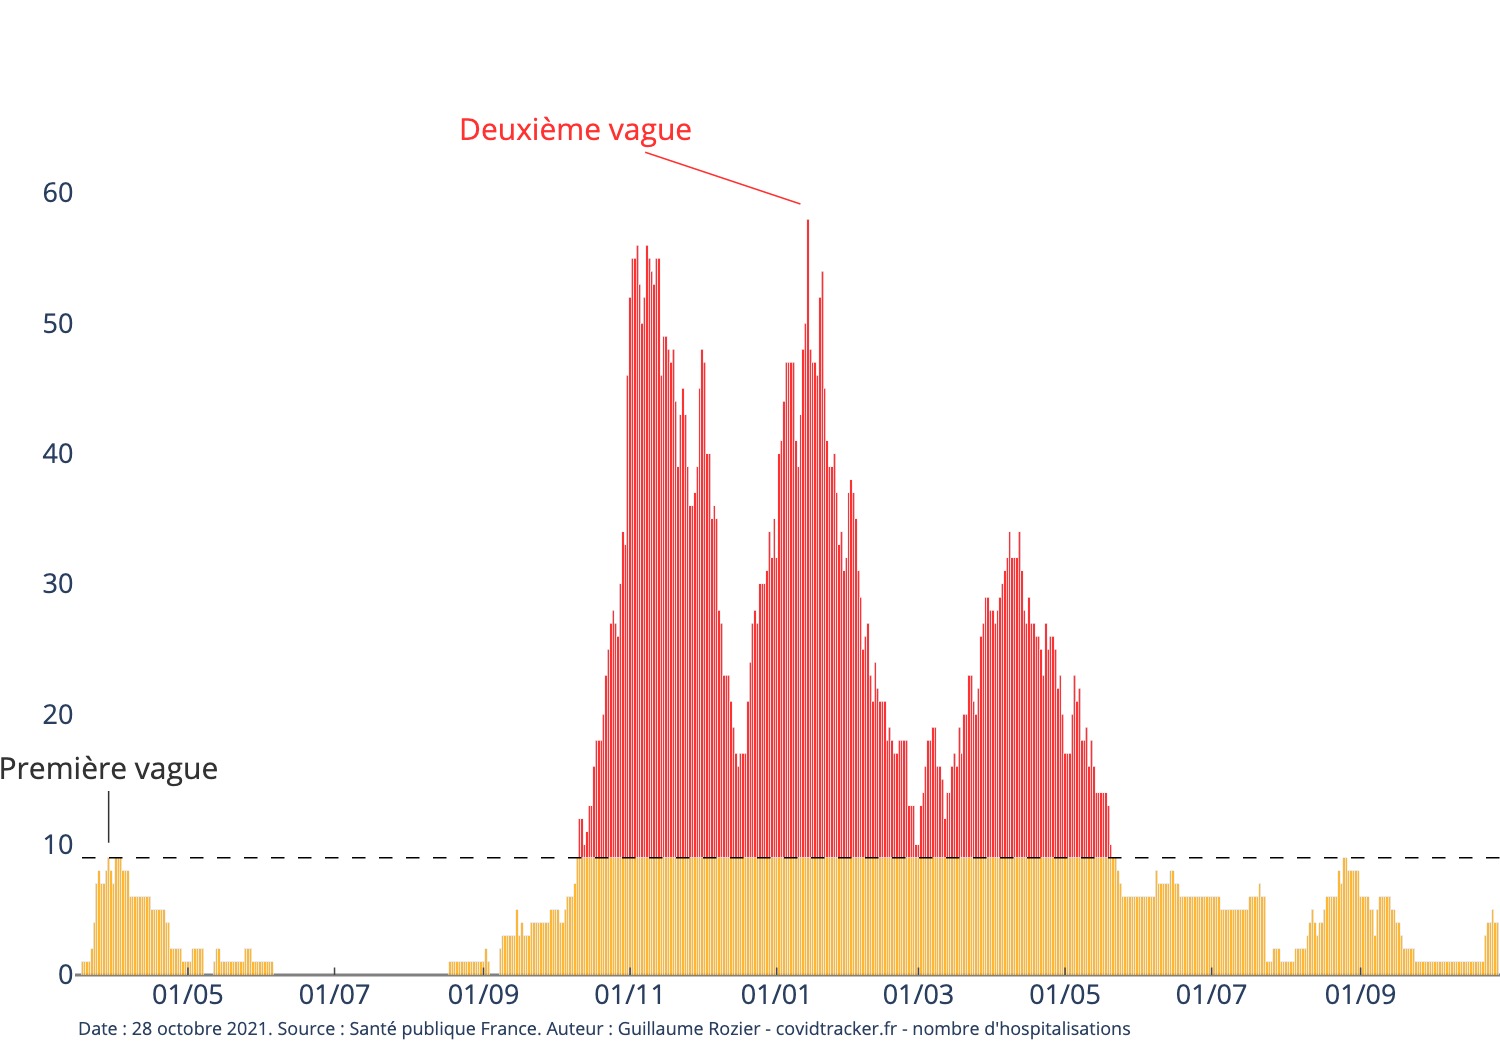 Deuxième vague
60
50
40
30
20
Première vague
10
0
01/05 01/07 01/09 01/11 01/01 01/03 01/05 01/07 01/09
Date : 28 octobre 2021. Source : Santé publique France. Auteur : Guillaume Rozier - covidtracker.fr - nombre d'hospitalisations